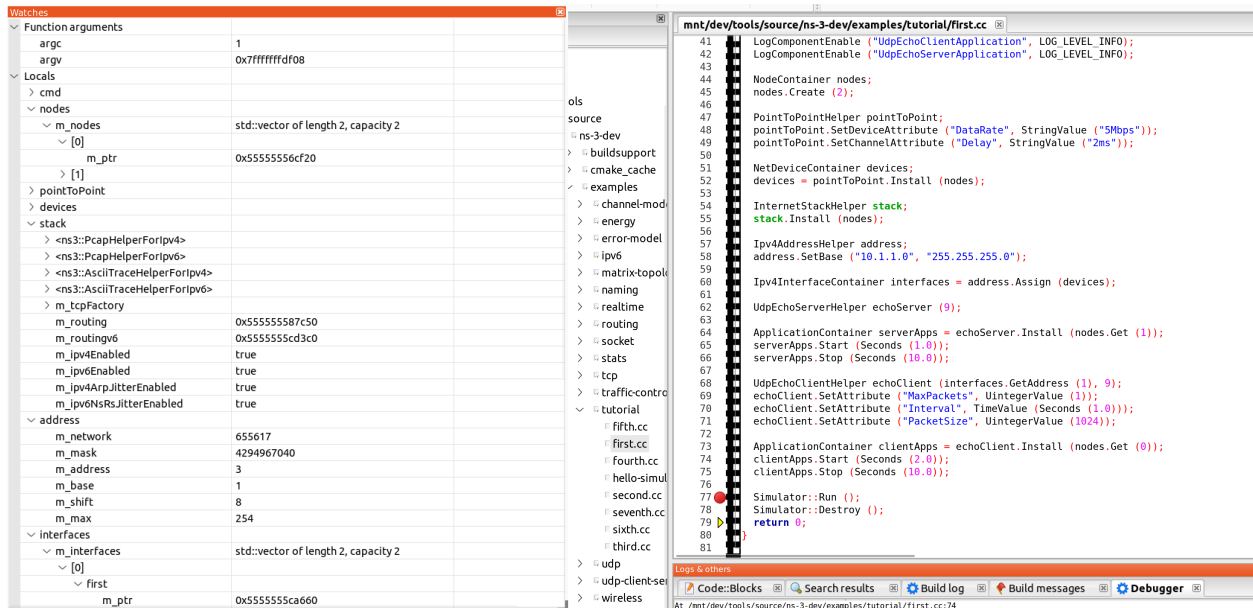 Watches
Function arguments
argc 1
argv 0x7fffffffdf08
Locals
cmd
nodes
m_nodes std::vector of length 2, capacity 2
[0]
m_ptr 0x55555556cf20
[1]
pointToPoint
devices
stack
<ns3::PcapHelperForIpv4>
<ns3::PcapHelperForIpv6>
<ns3::AsciiTraceHelperForIpv4>
<ns3::AsciiTraceHelperForIpv6>
m_tcpFactory
m_routing 0x555555587c50
m_routingv6 0x5555555cd3c0
m_ipv4Enabled true
m_ipv6Enabled true
m_ipv4ArpJitterEnabled true
m_ipv6NsRsJitterEnabled true
address
m_network 655617
m_mask 4294967040
m_address 3
m_base 1
m_shift 8
m_max 254
interfaces
m_interfaces std::vector of length 2, capacity 2
[0]
first
m_ptr 0x5555555ca660
ols
source
ns-3-dev
buildsupport
cmake_cache
examples
channel-mode
energy
error-model
ipv6
matrix-topolo
naming
realtime
routing
socket
stats
tcp
traffic-contro
tutorial
fifth.cc
first.cc
fourth.cc
hello-simul
second.cc
seventh.cc
sixth.cc
third.cc
udp
udp-client-ser
wireless
mnt/dev/tools/source/ns-3-dev/examples/tutorial/first.cc
41 LogComponentEnable ("UdpEchoClientApplication", LOG_LEVEL_INFO);
42 LogComponentEnable ("UdpEchoServerApplication", LOG_LEVEL_INFO);
43
44 NodeContainer nodes;
45 nodes.Create (2);
46
47 PointToPointHelper pointToPoint;
48 pointToPoint.SetDeviceAttribute ("DataRate", StringValue ("5Mbps"));
49 pointToPoint.SetChannelAttribute ("Delay", StringValue ("2ms"));
50
51 NetDeviceContainer devices;
52 devices = pointToPoint.Install (nodes);
53
54 InternetStackHelper stack;
55 stack.Install (nodes);
56
57 Ipv4AddressHelper address;
58 address.SetBase ("10.1.1.0", "255.255.255.0");
59
60 Ipv4InterfaceContainer interfaces = address.Assign (devices);
61
62 UdpEchoServerHelper echoServer (9);
63
64 ApplicationContainer serverApps = echoServer.Install (nodes.Get (1));
65 serverApps.Start (Seconds (1.0));
66 serverApps.Stop (Seconds (10.0));
67
68 UdpEchoClientHelper echoClient (interfaces.GetAddress (1), 9);
69 echoClient.SetAttribute ("MaxPackets", UintegerValue (1));
70 echoClient.SetAttribute ("Interval", TimeValue (Seconds (1.0)));
71 echoClient.SetAttribute ("PacketSize", UintegerValue (1024));
72
73 ApplicationContainer clientApps = echoClient.Install (nodes.Get (0));
74 clientApps.Start (Seconds (2.0));
75 clientApps.Stop (Seconds (10.0));
76
77 Simulator::Run ();
78 Simulator::Destroy ();
79 return 0;
80 }
81
Logs & others
Code::Blocks Search results Build log Build messages Debugger
At /mnt/dev/tools/source/ns-3-dev/examples/tutorial/first.cc:74